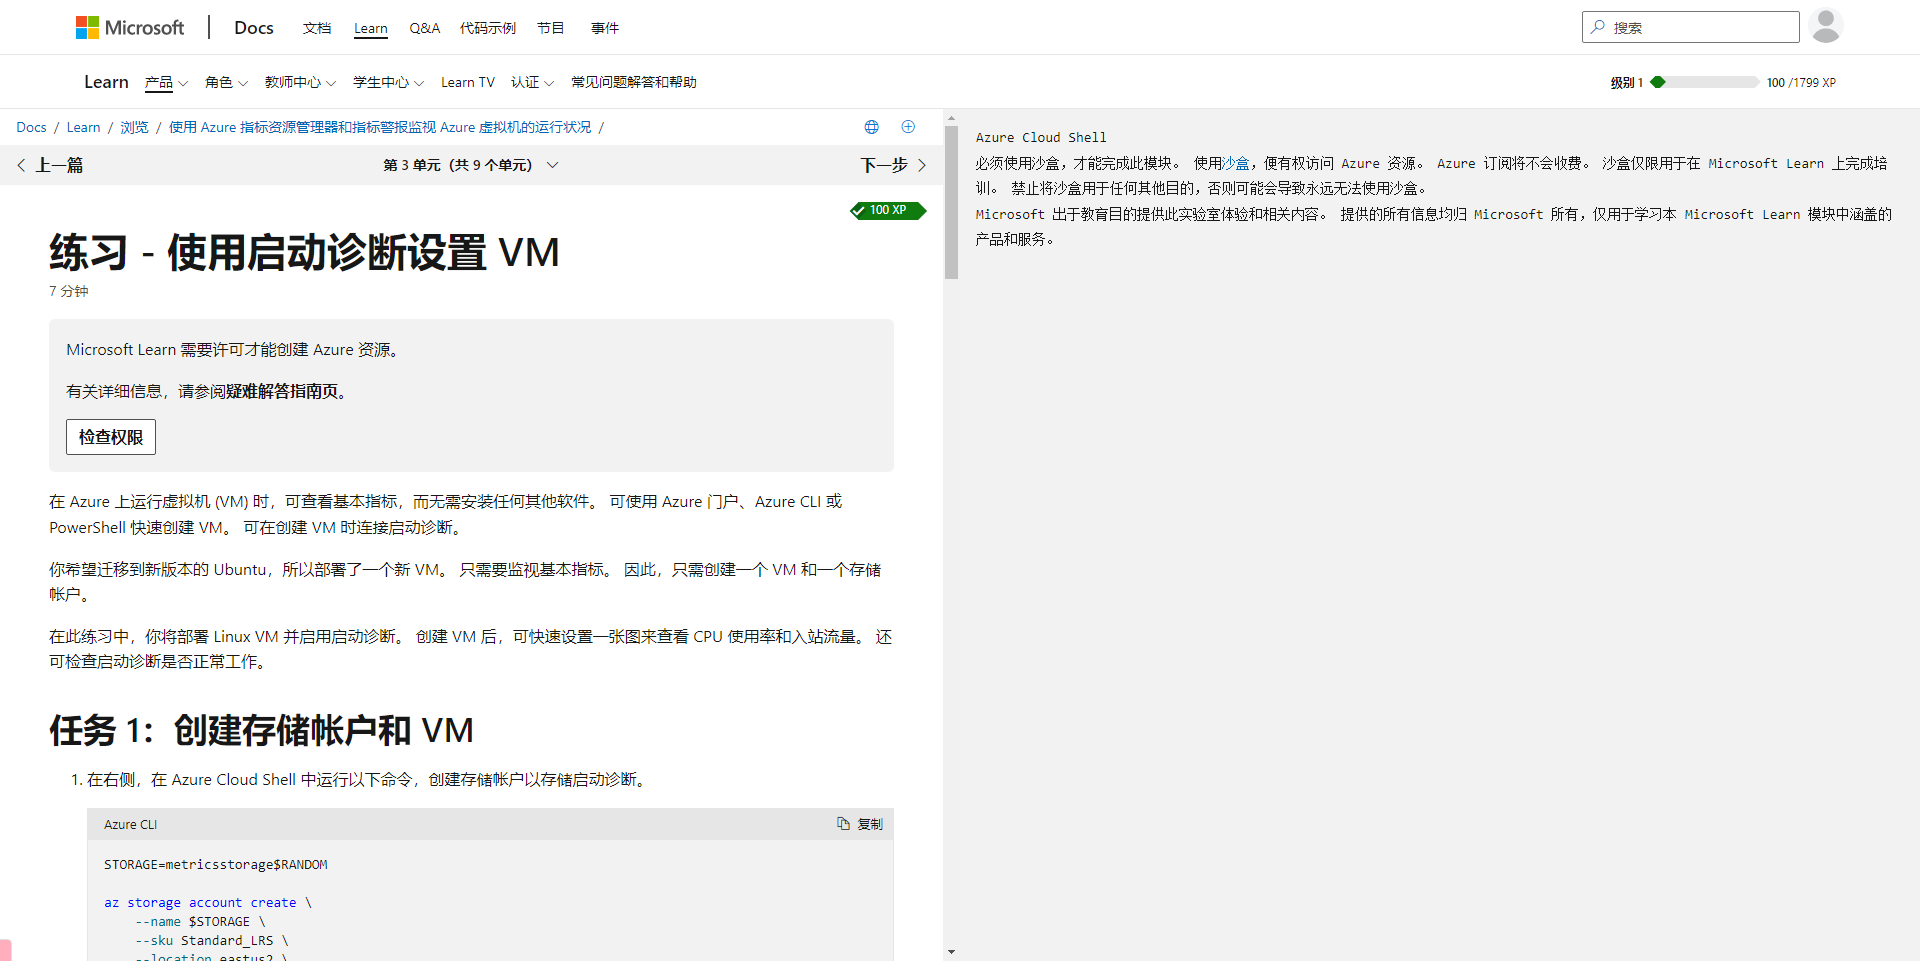 Microsoft Docs 文档 Learn Q&A 代码示例 节目 事件 搜索
Learn 产品 角色 教师中心 学生中心 Learn TV 认证 常见问题解答和帮助 级别 1 100 /1799 XP
Docs / Learn / 浏览 / 使用 Azure 指标资源管理器和指标警报监视 Azure 虚拟机的运行状况 /
上一篇 第 3 单元（共 9 个单元） 下一步
100 XP
练习 - 使用启动诊断设置 VM
7 分钟
Microsoft Learn 需要许可才能创建 Azure 资源。
有关详细信息，请参阅疑难解答指南页。
检查权限
在 Azure 上运行虚拟机 (VM) 时，可查看基本指标，而无需安装任何其他软件。 可使用 Azure 门户、Azure CLI 或
PowerShell 快速创建 VM。 可在创建 VM 时连接启动诊断。
你希望迁移到新版本的 Ubuntu，所以部署了一个新 VM。 只需要监视基本指标。 因此，只需创建一个 VM 和一个存储
帐户。
在此练习中，你将部署 Linux VM 并启用启动诊断。 创建 VM 后，可快速设置一张图来查看 CPU 使用率和入站流量。 还
可检查启动诊断是否正常工作。
任务 1：创建存储帐户和 VM
1. 在右侧，在 Azure Cloud Shell 中运行以下命令，创建存储帐户以存储启动诊断。
Azure CLI 复制
STORAGE=metricsstorage$RANDOM
az storage account create \
--name $STORAGE \
--sku Standard_LRS \
--location eastus2 \
Azure Cloud Shell
必须使用沙盒，才能完成此模块。 使用沙盒，便有权访问 Azure 资源。 Azure 订阅将不会收费。 沙盒仅限用于在 Microsoft Learn 上完成培
训。 禁止将沙盒用于任何其他目的，否则可能会导致永远无法使用沙盒。
Microsoft 出于教育目的提供此实验室体验和相关内容。 提供的所有信息均归 Microsoft 所有，仅用于学习本 Microsoft Learn 模块中涵盖的
产品和服务。